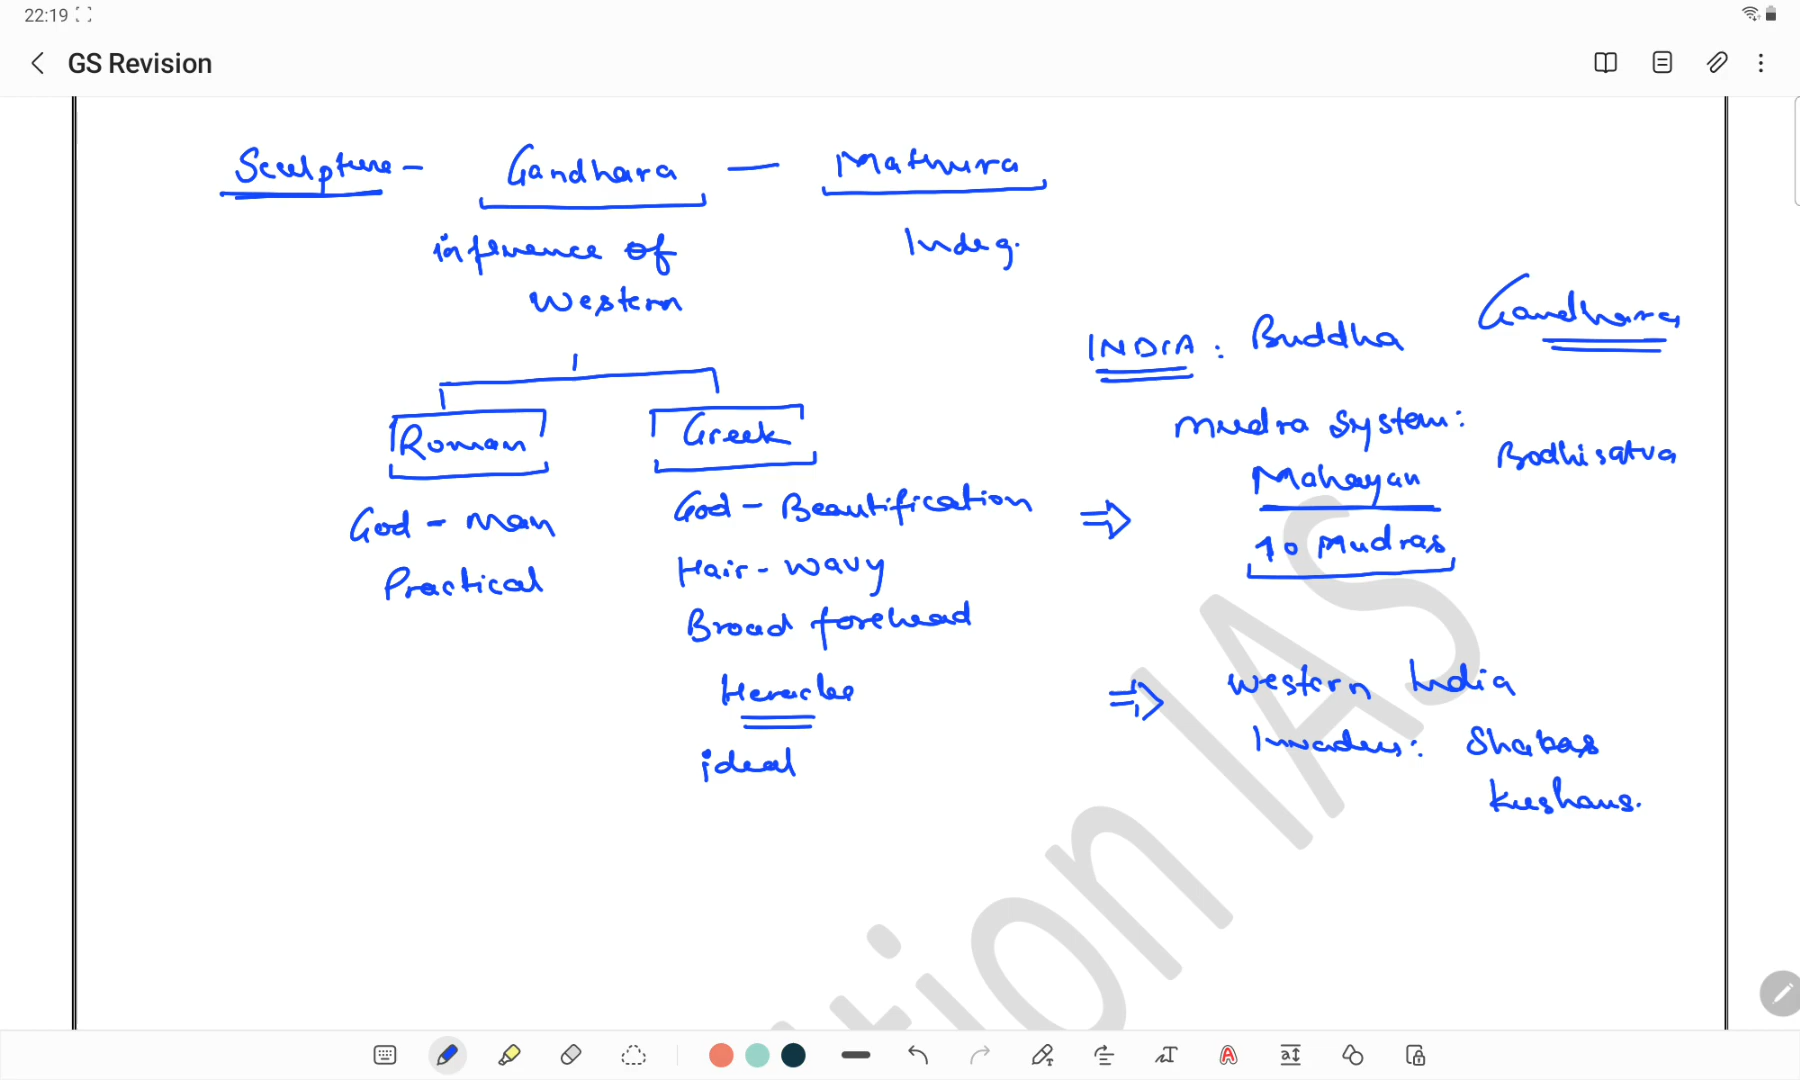 22:19
GS Revision
Sculpture - Gandhara - Mathura
influence of
western
Indeg.
Roman
God - man
Practical
Greek
God - Beautification
Hair - wavy
Broad forehead
Heracles
ideal
INDIA : Buddha
Gandhara
⇒ Mudra System:
Mahayan
10 Mudras
Bodhisatva
⇒ Western India
Invaders: Shakas
Kushans.
tion IAS